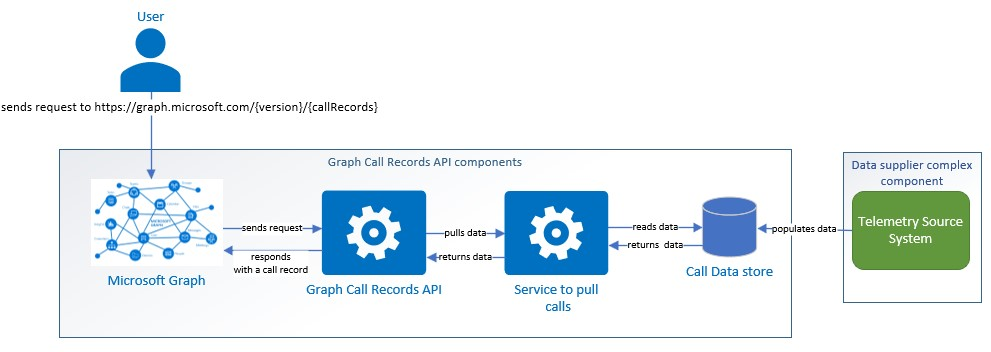 User
sends request to https://graph.microsoft.com/{version}/{callRecords}
Graph Call Records API components
Data supplier complex
component
MICROSOFT
GRAPH
sends request
responds
with a call record
pulls data
returns data
reads data
returns data
populates data
Telemetry Source
System
Microsoft Graph
Graph Call Records API
Service to pull
calls
Call Data store